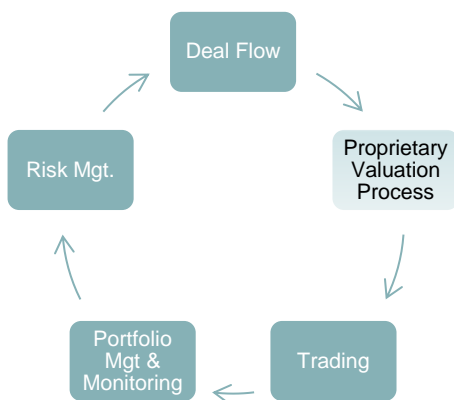 Deal Flow
Proprietary
Valuation
Process
Trading
Portfolio
Mgt &
Monitoring
Risk Mgt.